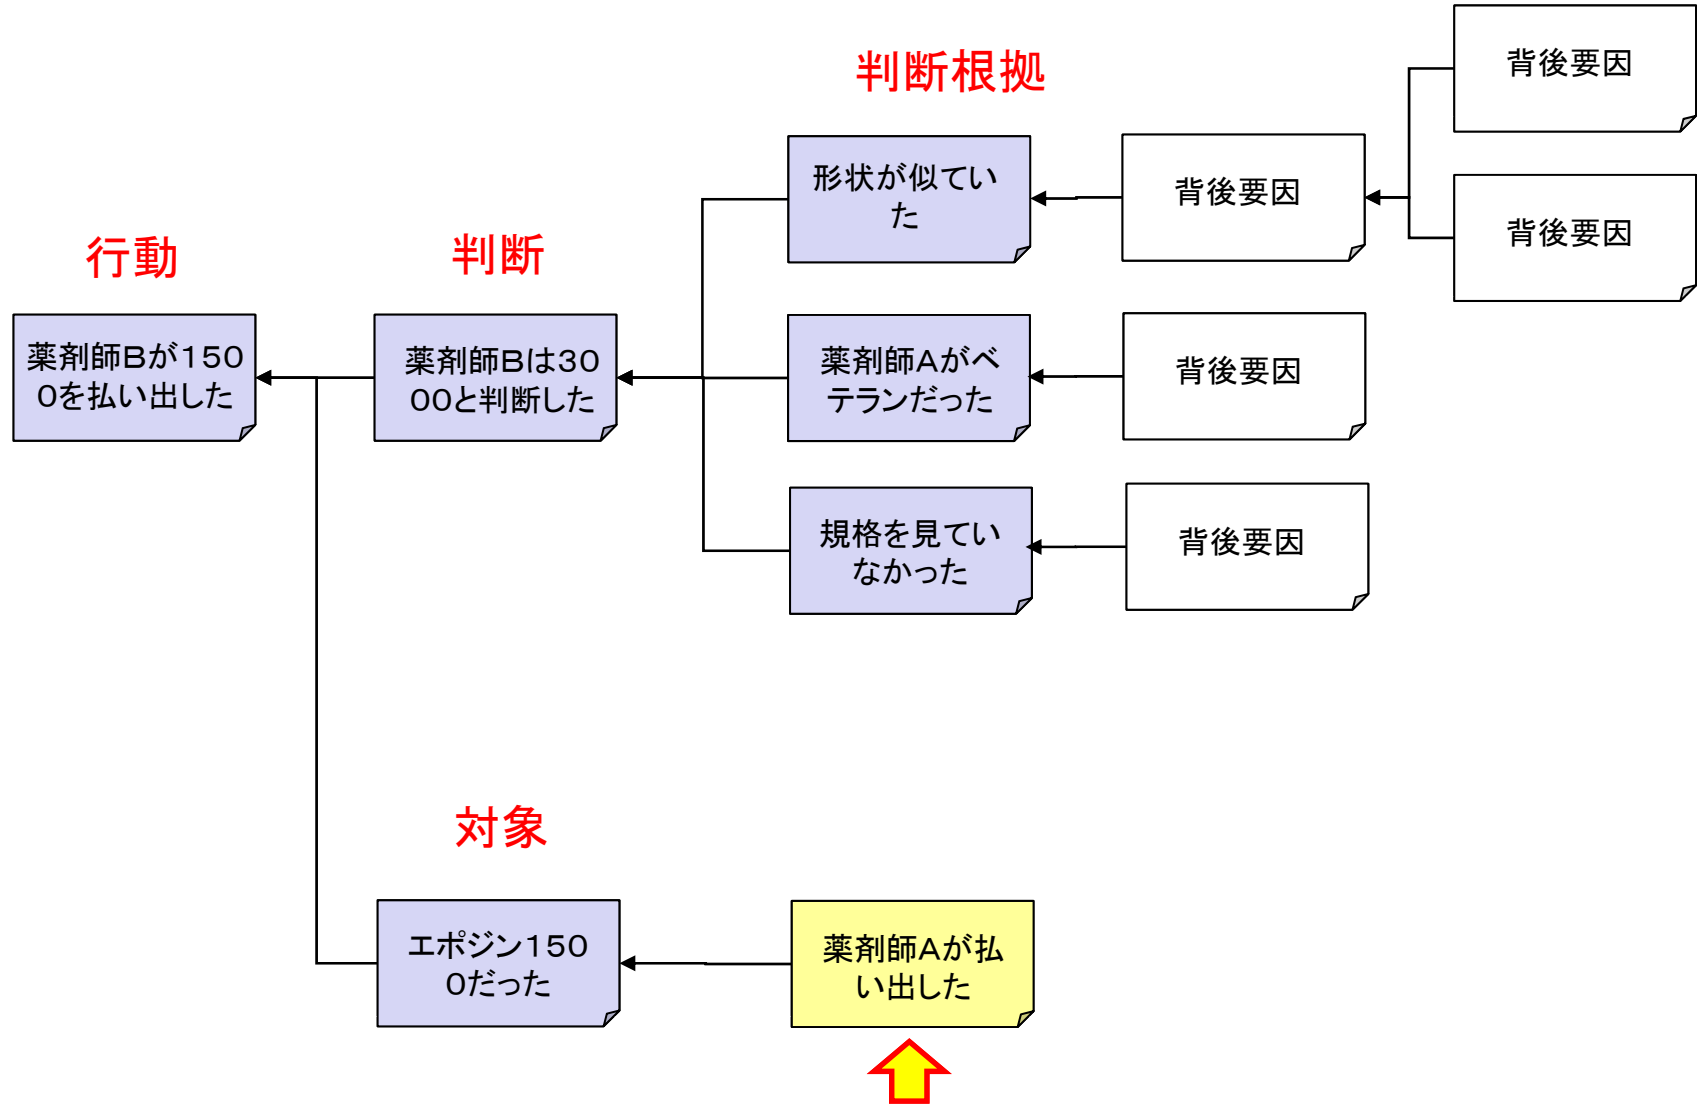 判断根拠
背後要因
形状が似てい
た
背後要因
背後要因
行動
判断
薬剤師Bが150
0を払い出した
薬剤師Bは30
00と判断した
薬剤師Aがベ
テランだった
背後要因
規格を見てい
なかった
背後要因
対象
エポジン150
0だった
薬剤師Aが払
い出した